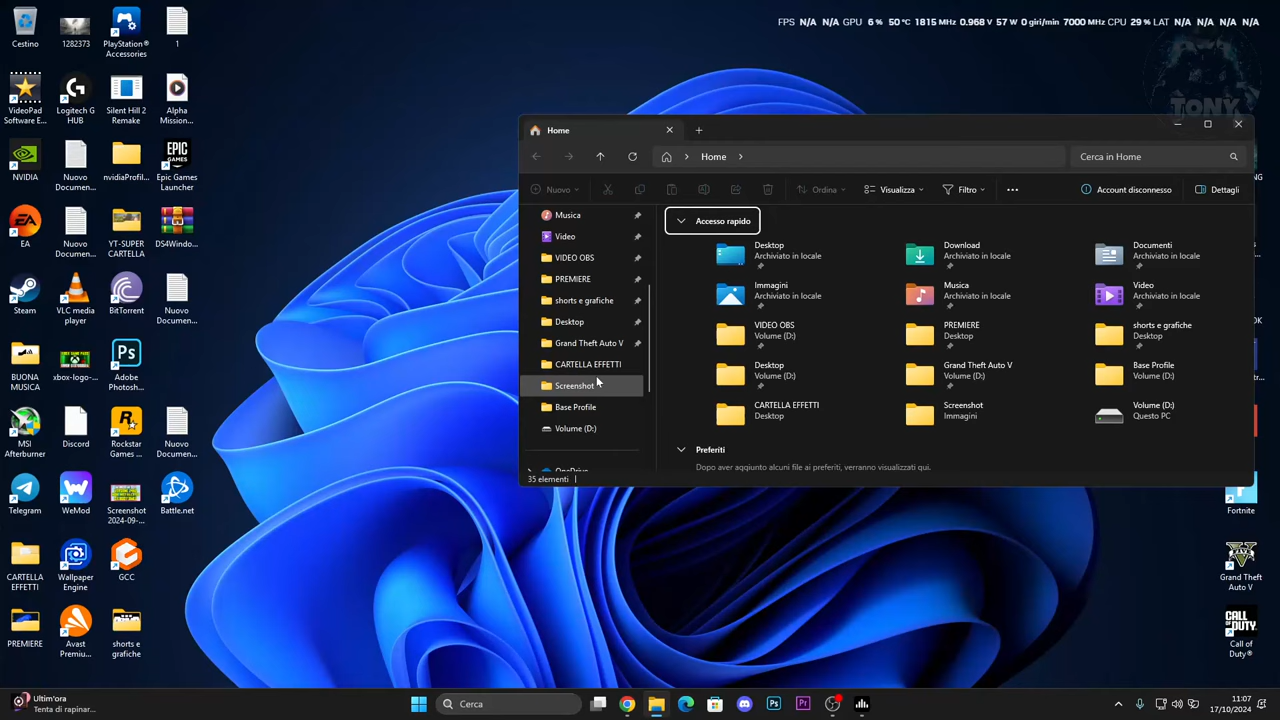 FPS N/A N/A GPU 6 % 50 °C 1815 MHz 0.968 V 57 W 0 giri/min 7000 MHz CPU 29 % LAT N/A N/A N/A N/A
TONY
Cestino
1282373
PlayStation®
Accessories
1
VideoPad
Software E...
Logitech G
HUB
Silent Hill 2
Remake
Alpha
Mission...
NVIDIA
Nuovo
Documen...
nvidiaProfil...
EPIC
GAMES
Epic Games
Launcher
EA
Nuovo
Documen...
YT-SUPER
CARTELLA
DS4Windo...
Steam
VLC media
player
BitTorrent
Nuovo
Documen...
BUONA
MUSICA
xbox-logo-...
Adobe
Photosh...
MSI
Afterburner
Discord
Rockstar
Games ...
Nuovo
Documen...
Telegram
WeMod
Screenshot
2024-09-...
Battle.net
CARTELLA
EFFETTI
Wallpaper
Engine
GCC
PREMIERE
Avast
Premiu...
shorts e
grafiche
Home
Home
Cerca in Home
Nuovo
Ordina
Visualizza
Filtro
Account disconnesso
Dettagli
Musica
Video
VIDEO OBS
PREMIERE
shorts e grafiche
Desktop
Grand Theft Auto V
CARTELLA EFFETTI
Screenshot
Base Profile
Volume (D:)
OneDrive
Accesso rapido
Desktop
Archiviato in locale
Download
Archiviato in locale
Documenti
Archiviato in locale
Immagini
Archiviato in locale
Musica
Archiviato in locale
Video
Archiviato in locale
VIDEO OBS
Volume (D:)
PREMIERE
Desktop
shorts e grafiche
Desktop
Desktop
Volume (D:)
Grand Theft Auto V
Volume (D:)
Base Profile
Volume (D:)
CARTELLA EFFETTI
Desktop
Screenshot
Immagini
Volume (D:)
Questo PC
Preferiti
Dopo aver aggiunto alcuni file ai preferiti, verranno visualizzati qui.
35 elementi
Fortnite
Grand Theft
Auto V
CALL OF DUTY
Call of
Duty®
Ultim'ora
Tenta di rapinar...
Cerca
11:07
17/10/2024